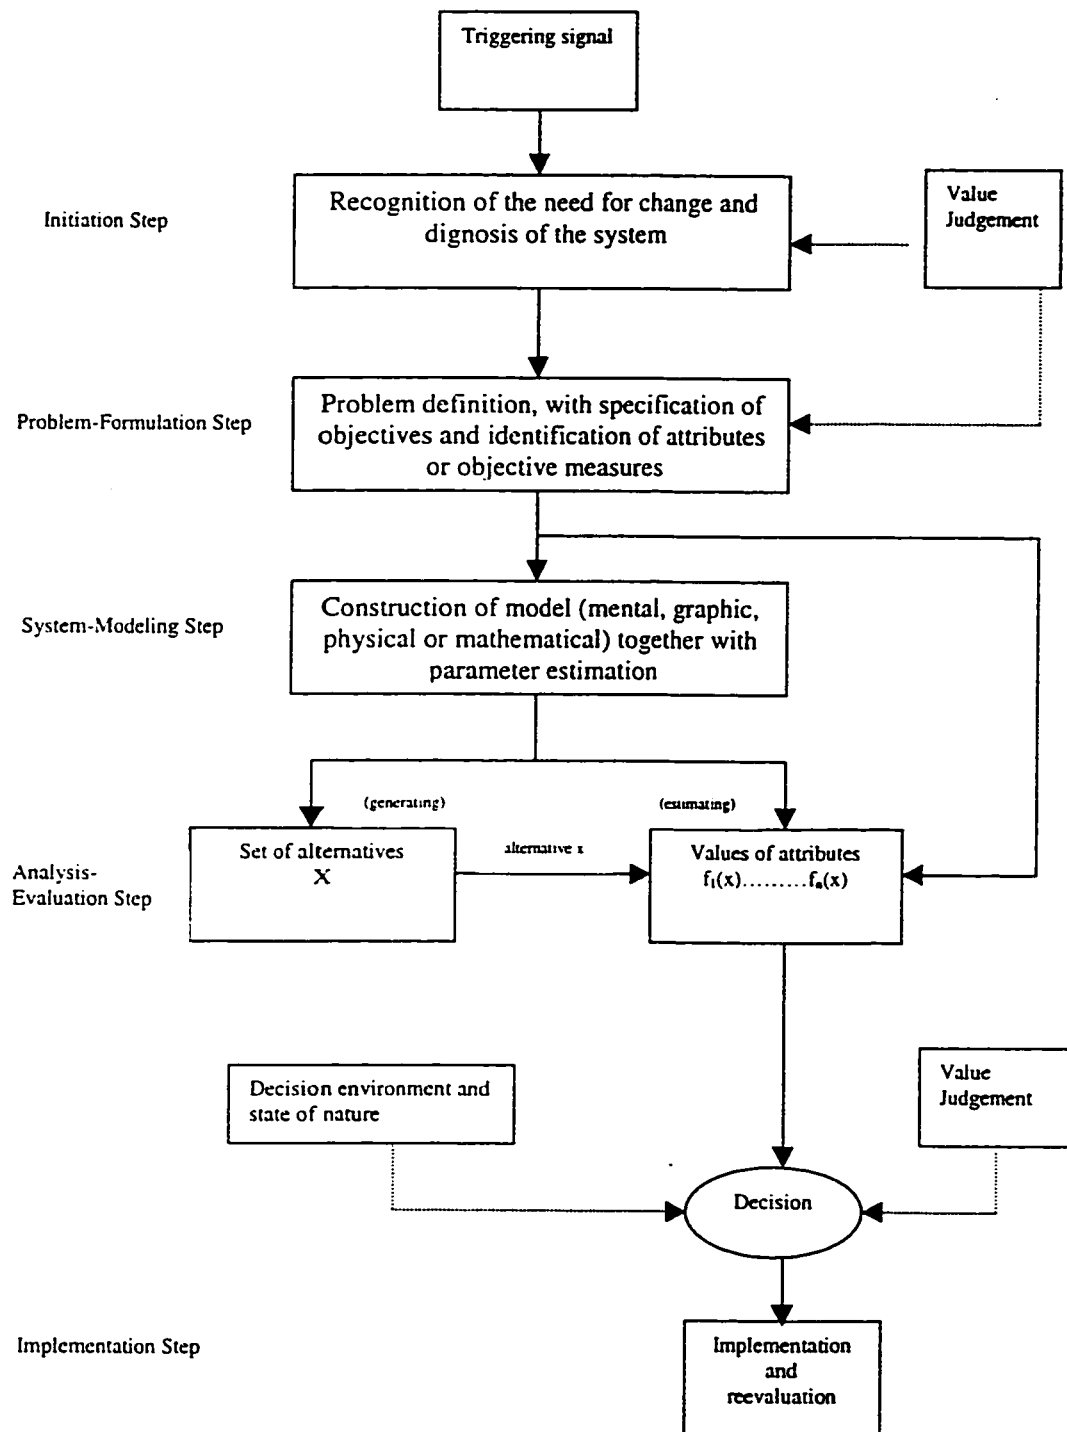 Triggering signal
Initiation Step
Recognition of the need for change and
dignosis of the system
Value
Judgement
Problem-Formulation Step
Problem definition, with specification of
objectives and identification of attributes
or objective measures
System-Modeling Step
Construction of model (mental, graphic,
physical or mathematical) together with
parameter estimation
(generating)
(estimating)
Analysis-
Evaluation Step
Set of alternatives
X
alternative x
Values of attributes
f₁(x).........fₙ(x)
Decision environment and
state of nature
Value
Judgement
Decision
Implementation Step
Implementation
and
reevaluation